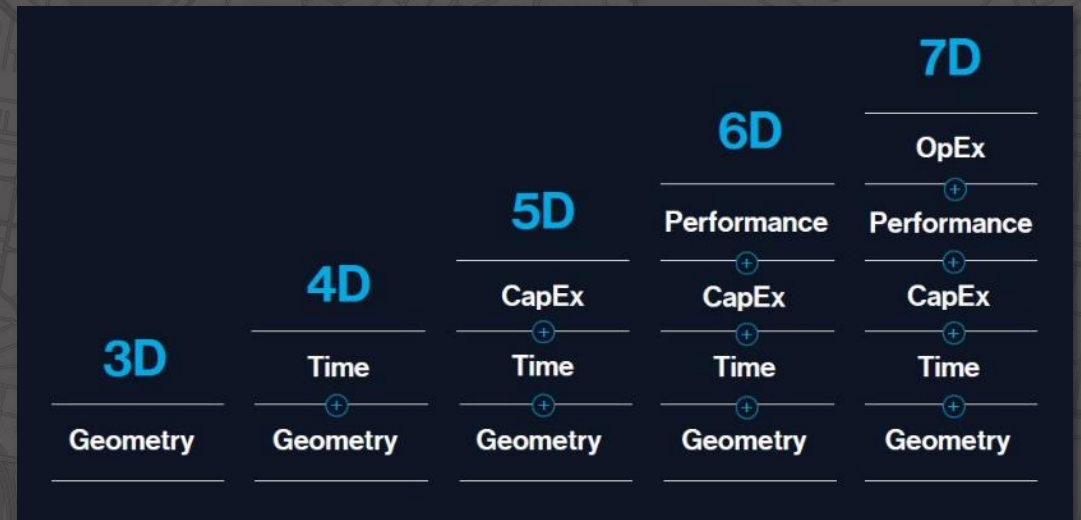 7D
6D
OpEx
5D
Performance
Performance
4D
CapEx
CapEx
CapEx
3D
Time
Time
Time
Time
Geometry
Geometry
Geometry
Geometry
Geometry